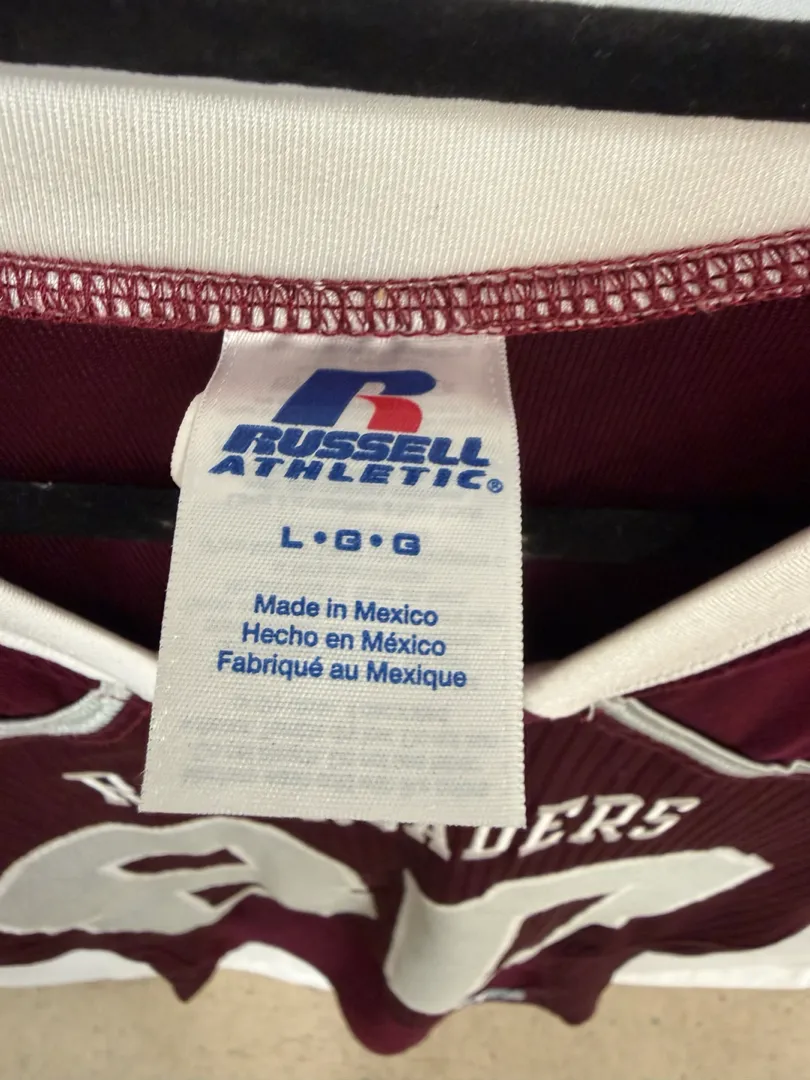 RUSSELL
ATHLETIC®
L•G•G
Made in Mexico
Hecho en México
Fabriqué au Mexique